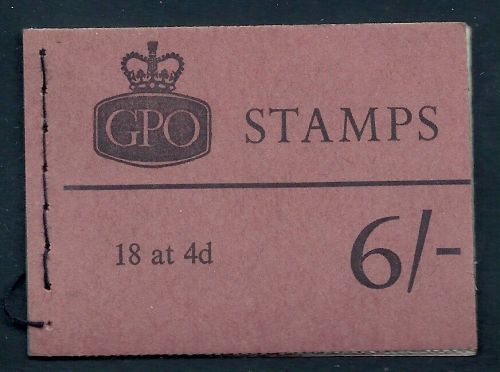 GPO STAMPS
18 at 4d 6/-